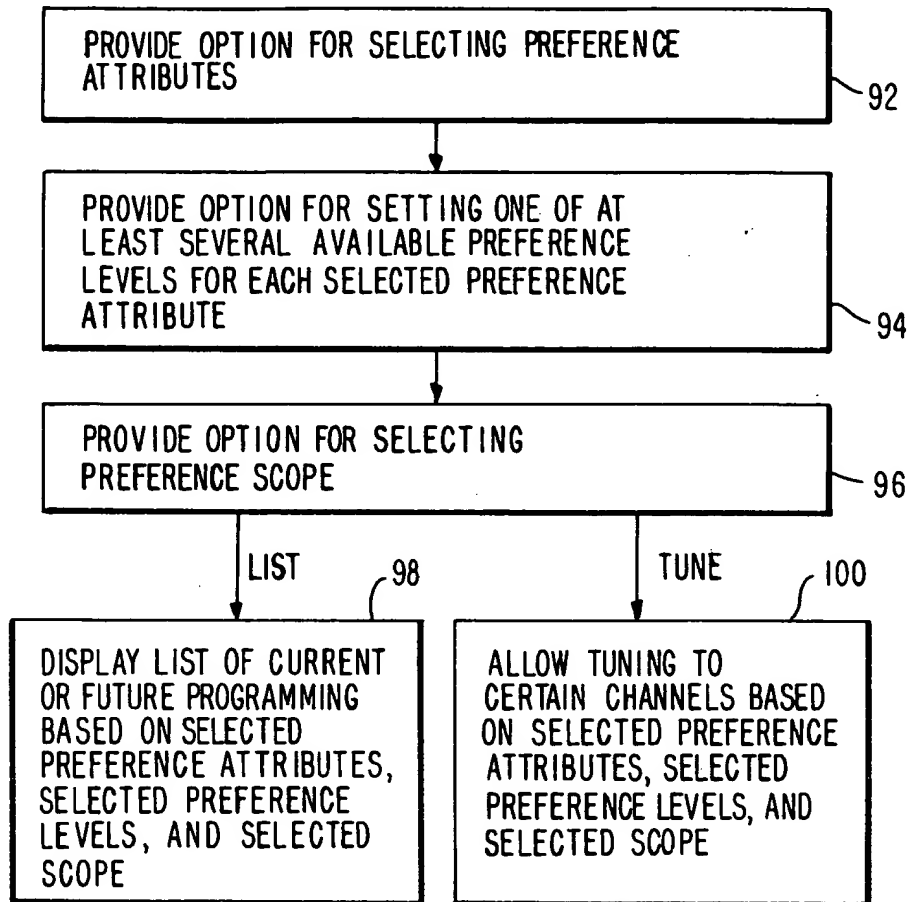 PROVIDE OPTION FOR SELECTING PREFERENCE
ATTRIBUTES
92
PROVIDE OPTION FOR SETTING ONE OF AT
LEAST SEVERAL AVAILABLE PREFERENCE
LEVELS FOR EACH SELECTED PREFERENCE
ATTRIBUTE
94
PROVIDE OPTION FOR SELECTING
PREFERENCE SCOPE
96
LIST
98
TUNE
100
DISPLAY LIST OF CURRENT
OR FUTURE PROGRAMMING
BASED ON SELECTED
PREFERENCE ATTRIBUTES,
SELECTED PREFERENCE
LEVELS, AND SELECTED
SCOPE
ALLOW TUNING TO
CERTAIN CHANNELS BASED
ON SELECTED PREFERENCE
ATTRIBUTES, SELECTED
PREFERENCE LEVELS, AND
SELECTED SCOPE